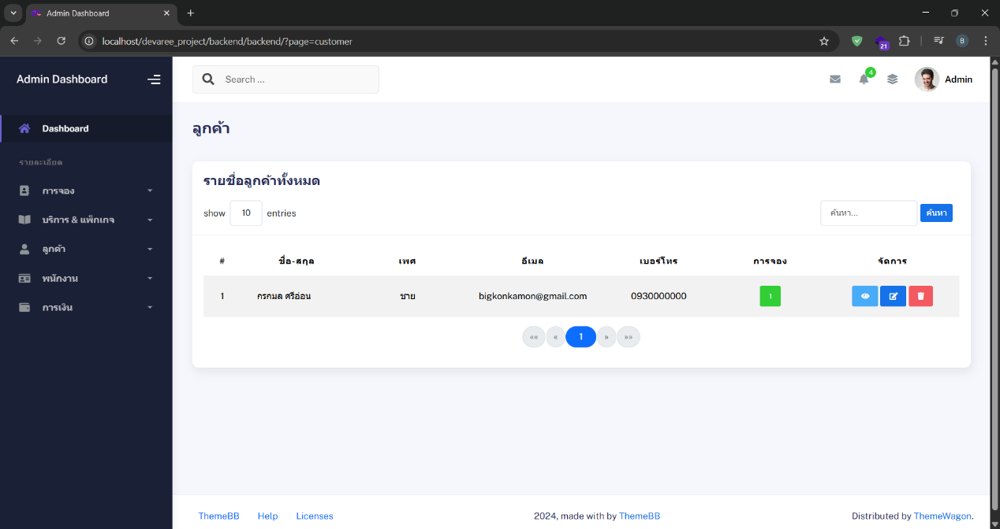 Admin Dashboard
localhost/devaree_project/backend/backend/?page=customer
21
B
Admin Dashboard
Search ...
4
Admin
Dashboard
รายละเอียด
การจอง
บริการ & แพ็กเกจ
ลูกค้า
พนักงาน
การเงิน
ลูกค้า
รายชื่อลูกค้าทั้งหมด
show 10 entries
ค้นหา... ค้นหา
# ชื่อ-สกุล เพศ อีเมล เบอร์โทร การจอง จัดการ
1 กรกมล ศรีอ่อน ชาย bigkonkamon@gmail.com 0930000000 1
«« « 1 » »»
ThemeBB Help Licenses 2024, made with by ThemeBB Distributed by ThemeWagon.